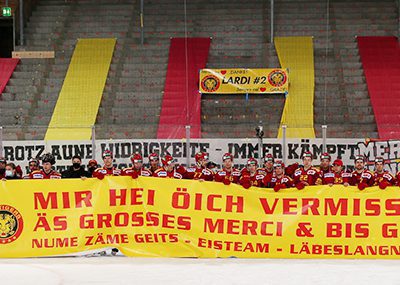 DANKE
LARDI #2
ROTZ AUNE WIDRIGKEITE - IMMER KÄMPFT
MIR HEI ÖICH VERMISS
ÄS GROSSES MERCI & BIS G
NUME ZÄME GEITS - EISTEAM - LÄBESLANGN